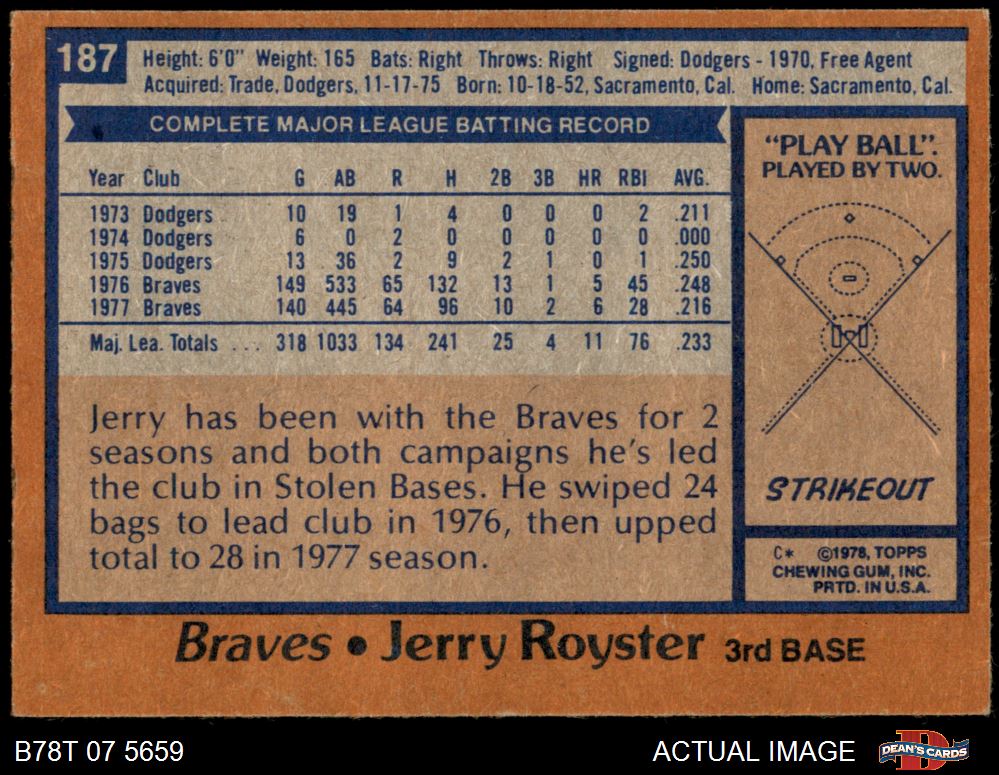 187
Height: 6'0" Weight: 165 Bats: Right Throws: Right Signed: Dodgers - 1970, Free Agent
Acquired: Trade, Dodgers, 11-17-75 Born: 10-18-52, Sacramento, Cal. Home: Sacramento, Cal.
COMPLETE MAJOR LEAGUE BATTING RECORD
Year Club G AB R H 2B 3B HR RBI AVG.
1973 Dodgers 10 19 1 4 0 0 0 2 .211
1974 Dodgers 6 0 2 0 0 0 0 0 .000
1975 Dodgers 13 36 2 9 2 1 0 1 .250
1976 Braves 149 533 65 132 13 1 5 45 .248
1977 Braves 140 445 64 96 10 2 6 28 .216
Maj. Lea. Totals ... 318 1033 134 241 25 4 11 76 .233
Jerry has been with the Braves for 2
seasons and both campaigns he's led
the club in Stolen Bases. He swiped 24
bags to lead club in 1976, then upped
total to 28 in 1977 season.
"PLAY BALL".
PLAYED BY TWO.
STRIKEOUT
C* ©1978, TOPPS
CHEWING GUM, INC.
PRTD. IN U.S.A.
Braves • Jerry Royster 3rd BASE
B78T 07 5659
ACTUAL IMAGE
DEAN'S CARDS